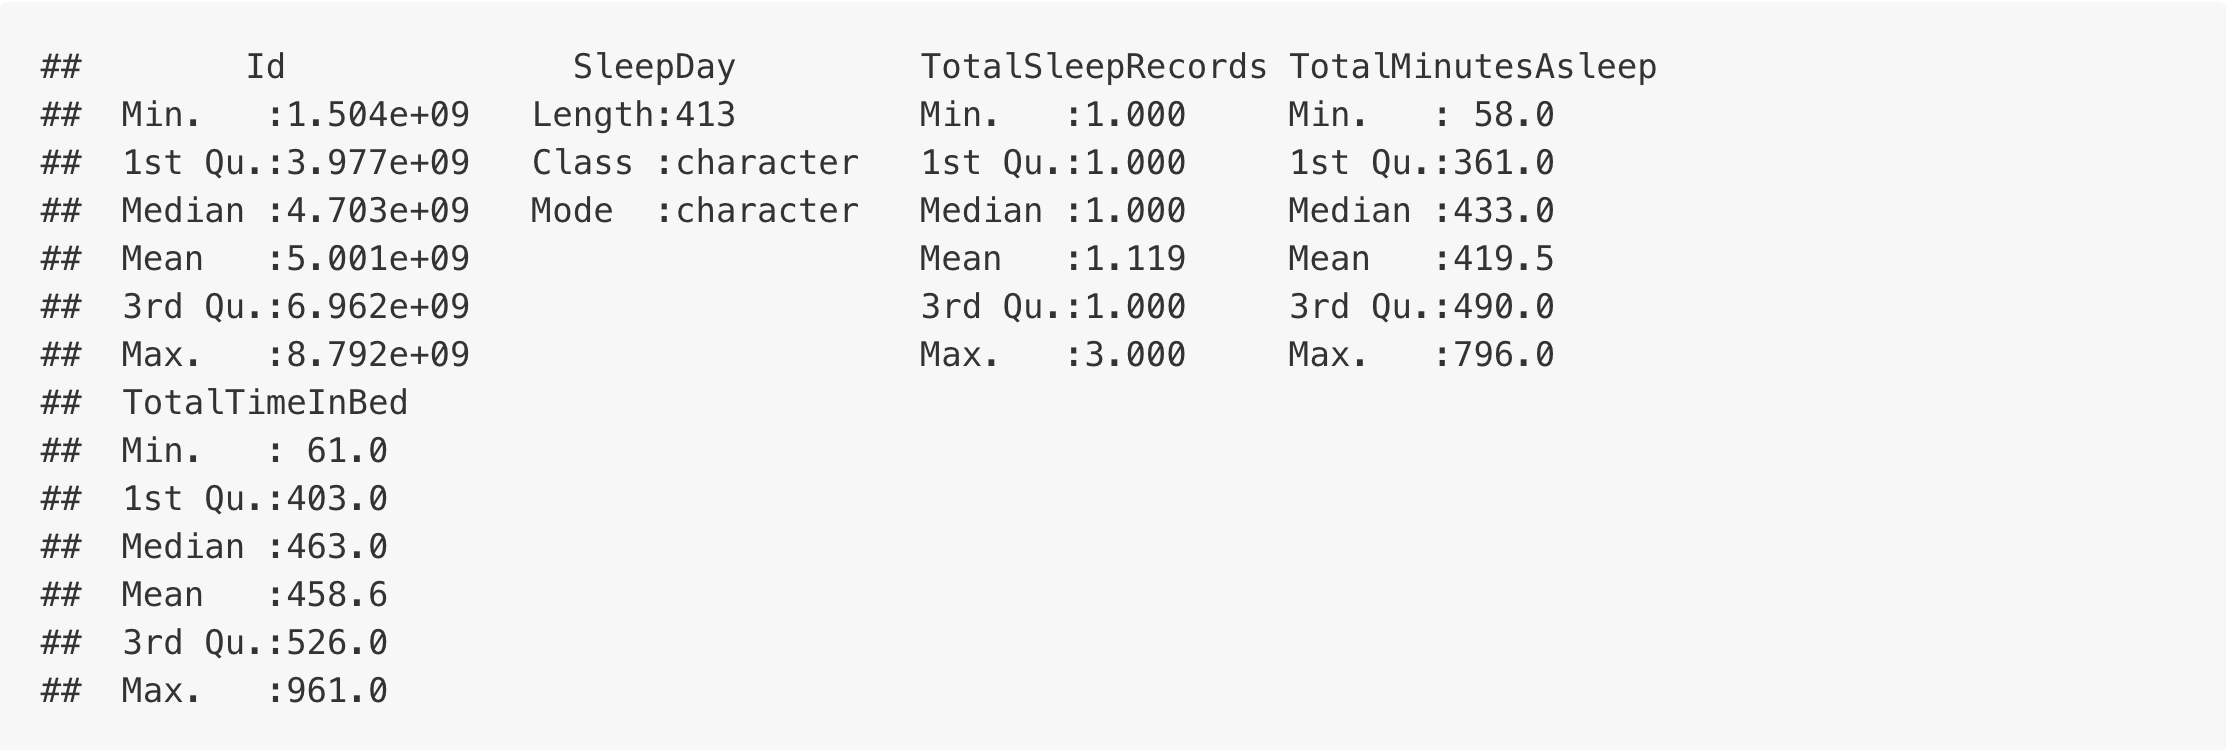 ##        Id              SleepDay         TotalSleepRecords TotalMinutesAsleep
##  Min.   :1.504e+09   Length:413         Min.   :1.000     Min.   : 58.0
##  1st Qu.:3.977e+09   Class :character   1st Qu.:1.000     1st Qu.:361.0
##  Median :4.703e+09   Mode  :character   Median :1.000     Median :433.0
##  Mean   :5.001e+09                      Mean   :1.119     Mean   :419.5
##  3rd Qu.:6.962e+09                      3rd Qu.:1.000     3rd Qu.:490.0
##  Max.   :8.792e+09                      Max.   :3.000     Max.   :796.0
##  TotalTimeInBed
##  Min.   : 61.0
##  1st Qu.:403.0
##  Median :463.0
##  Mean   :458.6
##  3rd Qu.:526.0
##  Max.   :961.0